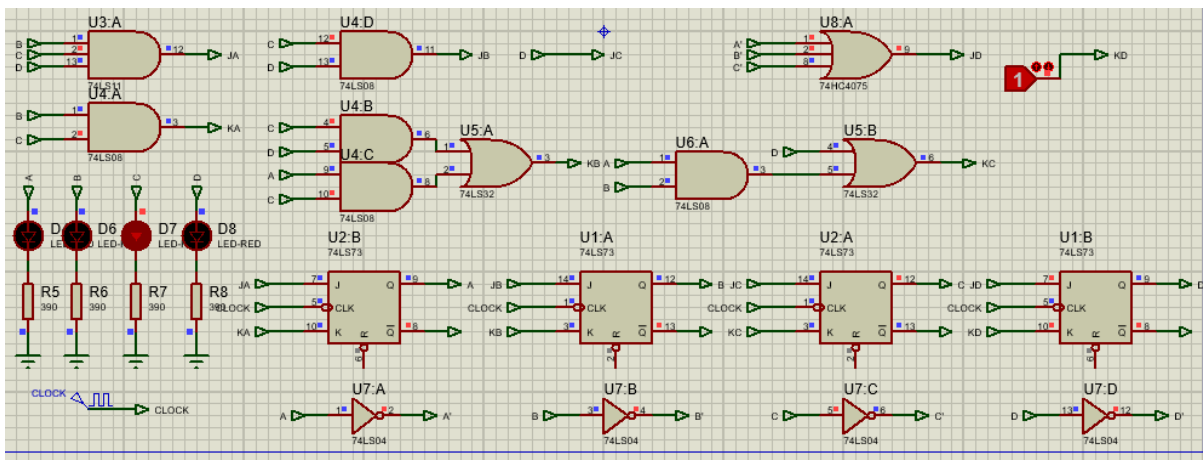 U3:A
B 1
C 2
D 13
12 JA
74LS11
U4:D
C 12
D 13
11 JB
74LS08
D JC
U8:A
A' 1
B' 2
C' 8
9 JD
74HC4075
1 KD
U4:A
B 1
C 2
3 KA
74LS08
U4:B
C 4
D 5
6
U4:C
A 9
C 10
8
74LS08
U5:A
1
2
3 KB
74LS32
U6:A
A 1
B 2
3
74LS08
U5:B
D 4
5
6 KC
74LS32
A B C D
D D6 D7 D8
LED-RED
R5 R6 R7 R8
390 390 390 390
U2:B
74LS73
JA 7 J Q 9 A
CLOCK 5 CLK
KA 10 K Q 8
R
6
U1:A
74LS73
JB 14 J Q 12 B
CLOCK 1 CLK
KB 3 K Q 13
R
2
U2:A
74LS73
JC 14 J Q 12 C
CLOCK 1 CLK
KC 3 K Q 13
R
2
U1:B
74LS73
JD 7 J Q 9 D
CLOCK 5 CLK
KD 10 K Q 8
R
6
CLOCK CLOCK
U7:A
A 1 2 A'
74LS04
U7:B
B 3 4 B'
74LS04
U7:C
C 5 6 C'
74LS04
U7:D
D 13 12 D'
74LS04